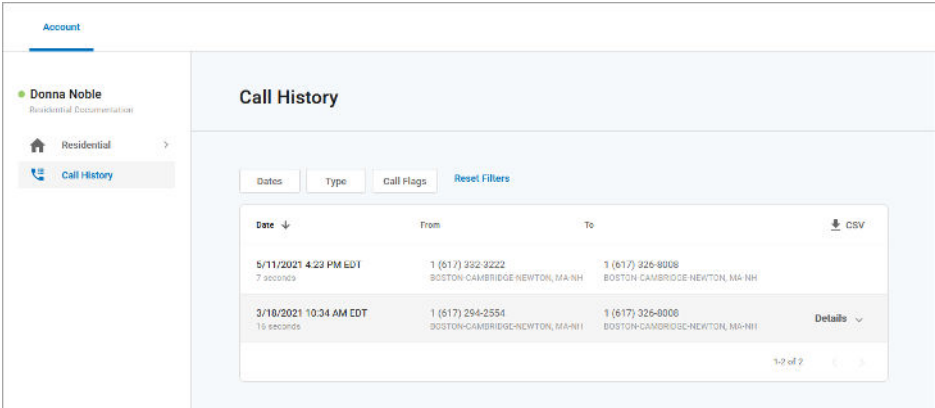 Account
Donna Noble
Residential Documentation
Residential
Call History
Call History
Dates Type Call Flags Reset Filters
Date From To CSV
5/11/2021 4:23 PM EDT 1 (617) 332-3222 1 (617) 326-8008
7 seconds BOSTON-CAMBRIDGE-NEWTON, MA-NH BOSTON-CAMBRIDGE-NEWTON, MA-NH
3/18/2021 10:34 AM EDT 1 (617) 294-2554 1 (617) 326-8008 Details
16 seconds BOSTON-CAMBRIDGE-NEWTON, MA-NH BOSTON-CAMBRIDGE-NEWTON, MA-NH
1-2 of 2